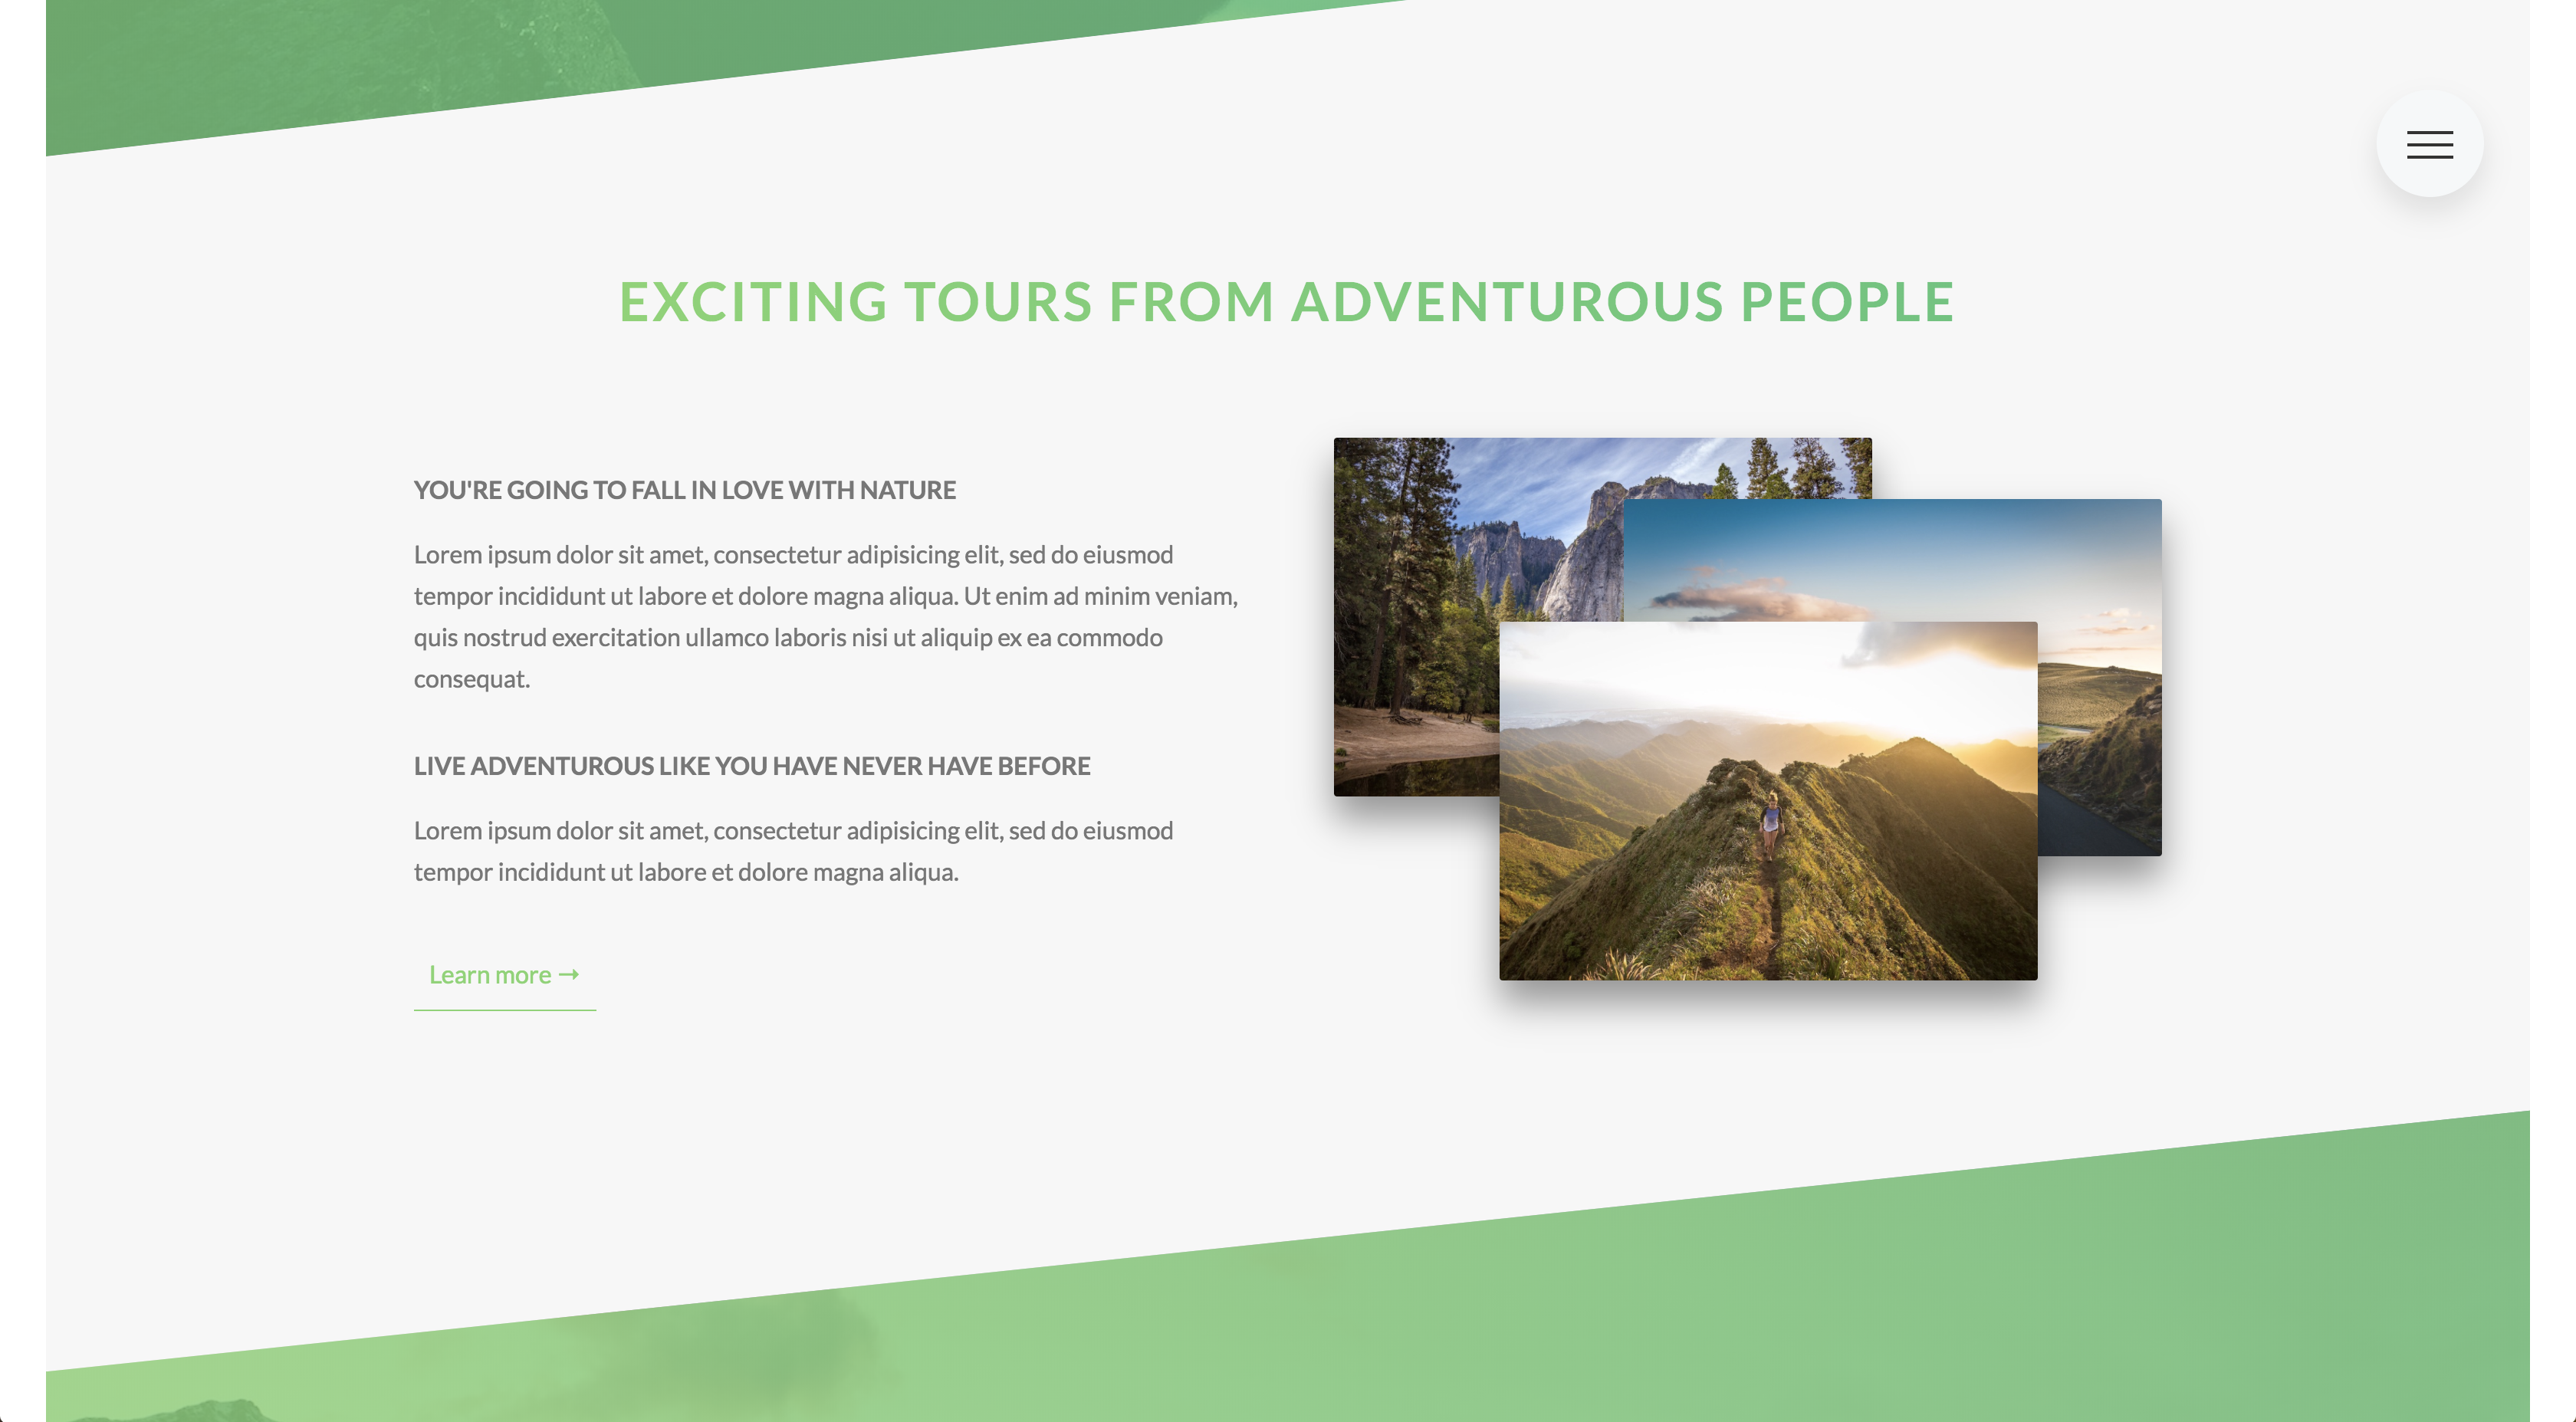 EXCITING TOURS FROM ADVENTUROUS PEOPLE
YOU'RE GOING TO FALL IN LOVE WITH NATURE
Lorem ipsum dolor sit amet, consectetur adipisicing elit, sed do eiusmod
tempor incididunt ut labore et dolore magna aliqua. Ut enim ad minim veniam,
quis nostrud exercitation ullamco laboris nisi ut aliquip ex ea commodo
consequat.
LIVE ADVENTUROUS LIKE YOU HAVE NEVER HAVE BEFORE
Lorem ipsum dolor sit amet, consectetur adipisicing elit, sed do eiusmod
tempor incididunt ut labore et dolore magna aliqua.
Learn more →